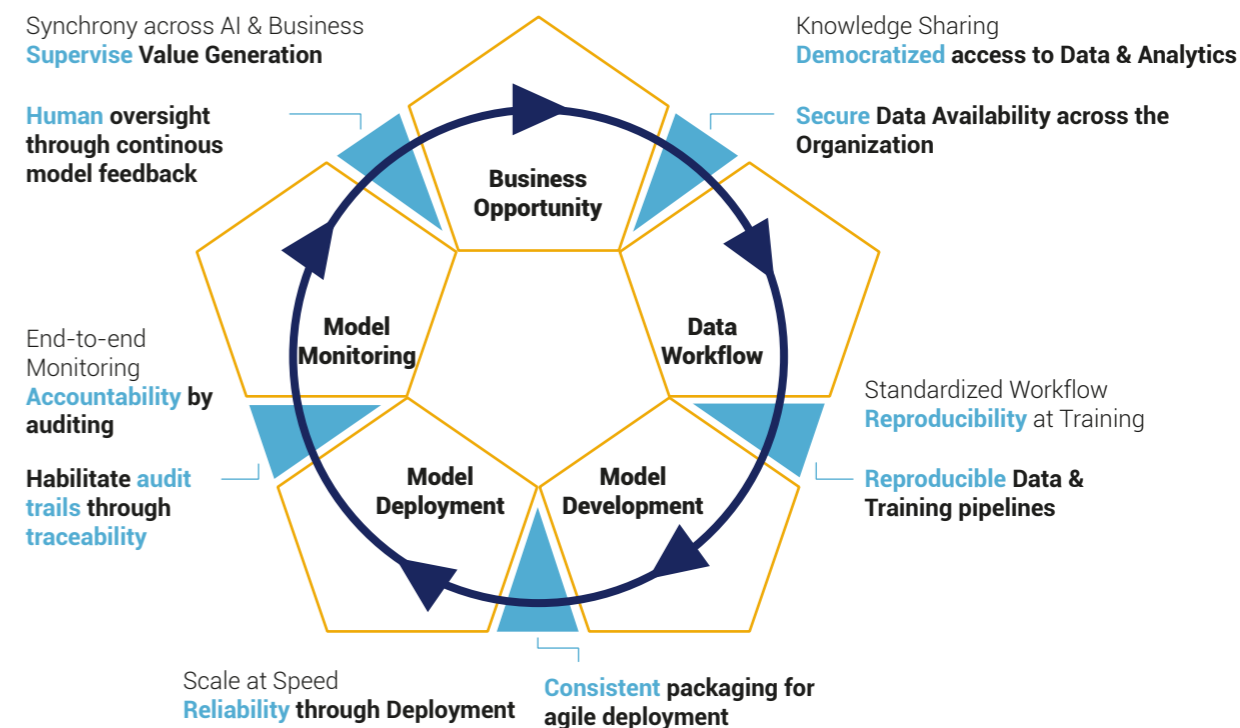 Synchrony across AI & Business
Supervise Value Generation
Human oversight
through continous
model feedback
Knowledge Sharing
Democratized access to Data & Analytics
Secure Data Availability across the
Organization
Business
Opportunity
Model
Monitoring
Data
Workflow
End-to-end
Monitoring
Accountability by
auditing
Habilitate audit
trails through
traceability
Standardized Workflow
Reproducibility at Training
Reproducible Data &
Training pipelines
Model
Deployment
Model
Development
Scale at Speed
Reliability through Deployment
Consistent packaging for
agile deployment